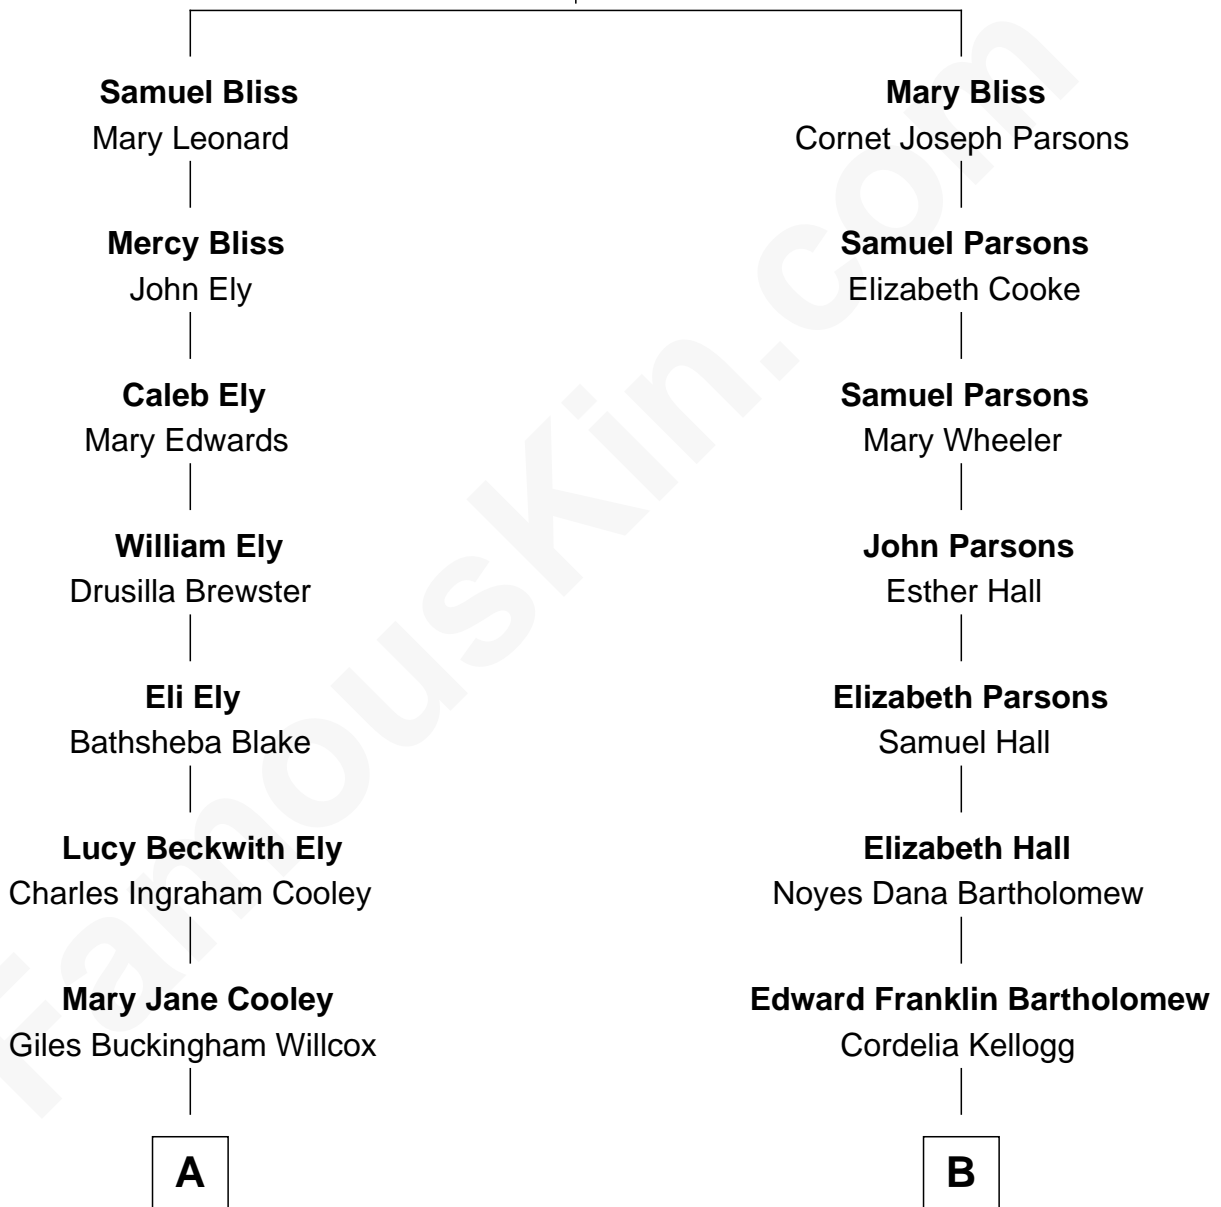 Samuel Bliss
Mary Leonard
Mercy Bliss
John Ely
Caleb Ely
Mary Edwards
William Ely
Drusilla Brewster
Eli Ely
Bathsheba Blake
Lucy Beckwith Ely
Charles Ingraham Cooley
Mary Jane Cooley
Giles Buckingham Willcox
A
Mary Bliss
Cornet Joseph Parsons
Samuel Parsons
Elizabeth Cooke
Samuel Parsons
Mary Wheeler
John Parsons
Esther Hall
Elizabeth Parsons
Samuel Hall
Elizabeth Hall
Noyes Dana Bartholomew
Edward Franklin Bartholomew
Cordelia Kellogg
B
FamousKin.com